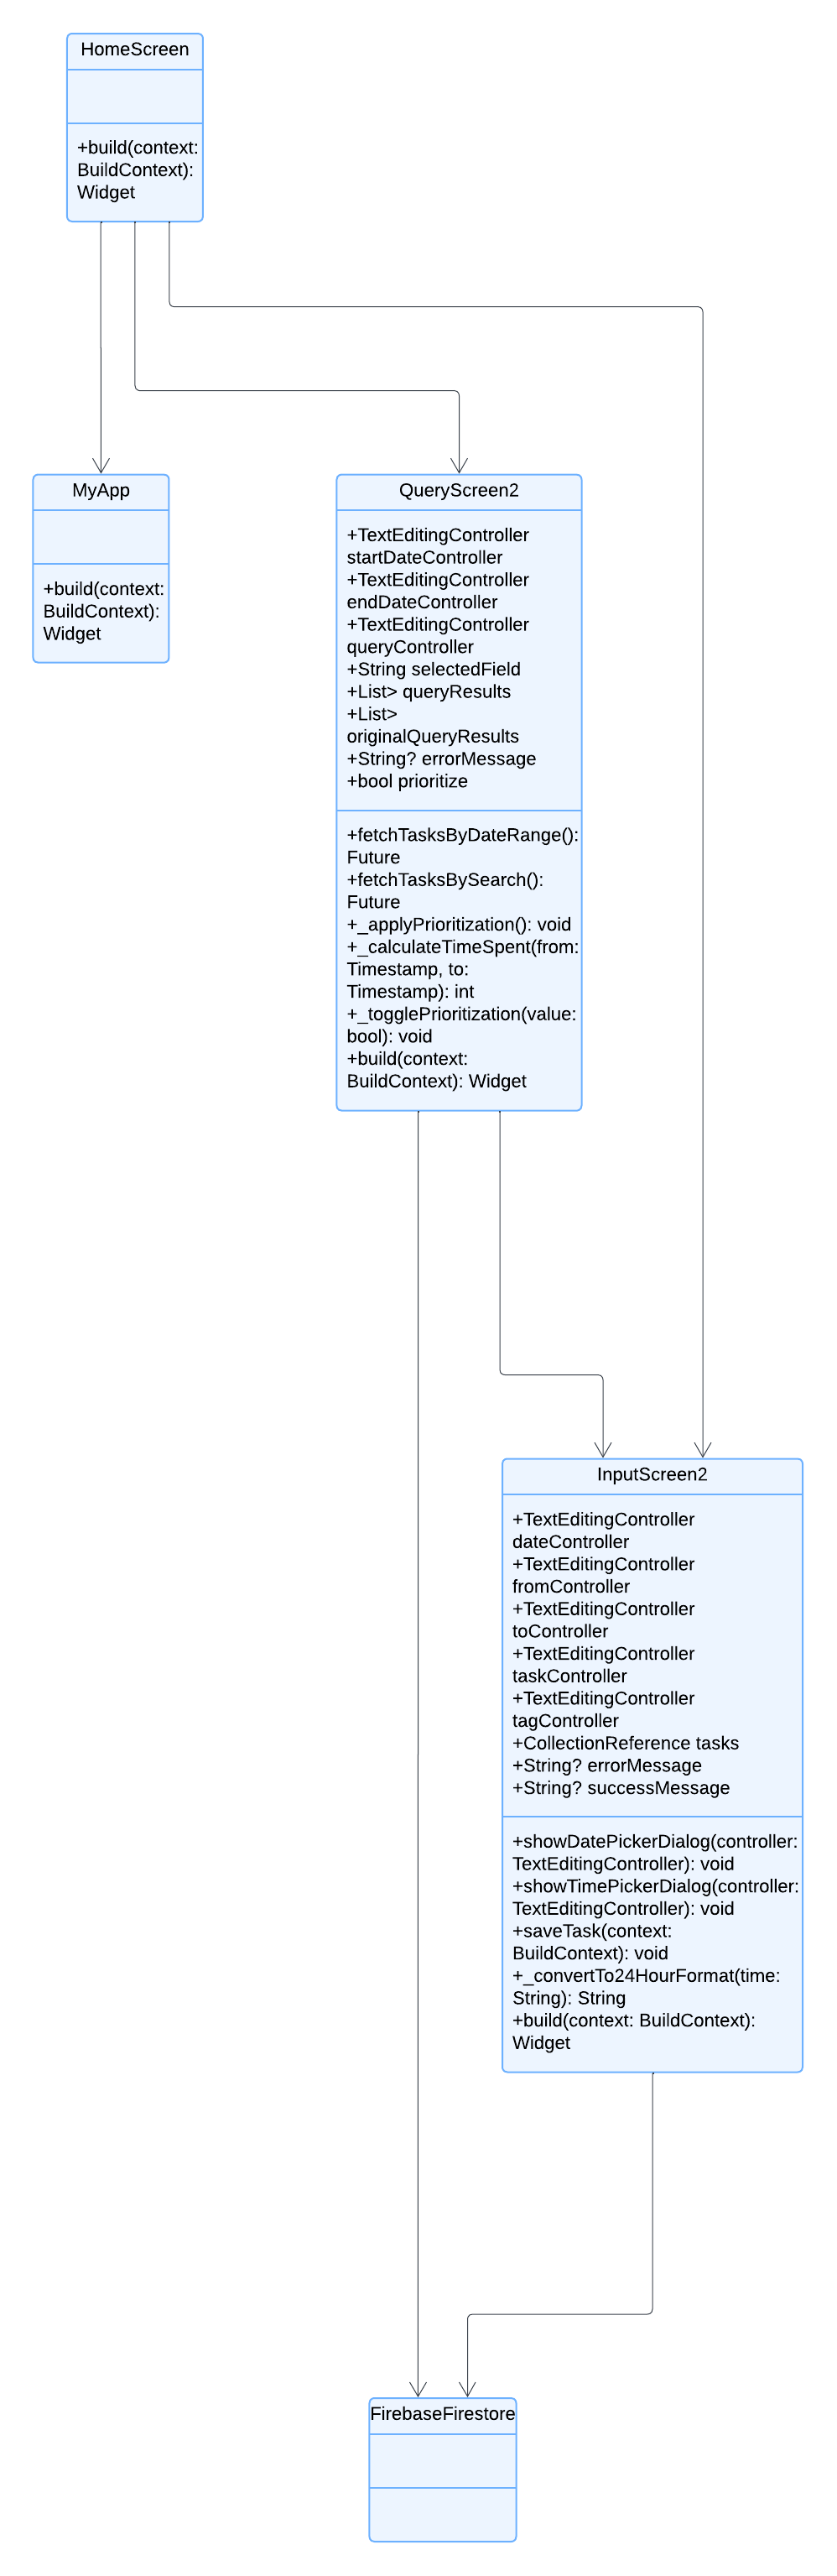 HomeScreen
+build(context:
BuildContext):
Widget
MyApp
+build(context:
BuildContext):
Widget
QueryScreen2
+TextEditingController
startDateController
+TextEditingController
endDateController
+TextEditingController
queryController
+String selectedField
+List> queryResults
+List>
originalQueryResults
+String? errorMessage
+bool prioritize
+fetchTasksByDateRange():
Future
+fetchTasksBySearch():
Future
+_applyPrioritization(): void
+_calculateTimeSpent(from:
Timestamp, to:
Timestamp): int
+_togglePrioritization(value:
bool): void
+build(context:
BuildContext): Widget
InputScreen2
+TextEditingController
dateController
+TextEditingController
fromController
+TextEditingController
toController
+TextEditingController
taskController
+TextEditingController
tagController
+CollectionReference tasks
+String? errorMessage
+String? successMessage
+showDatePickerDialog(controller:
TextEditingController): void
+showTimePickerDialog(controller:
TextEditingController): void
+saveTask(context:
BuildContext): void
+_convertTo24HourFormat(time:
String): String
+build(context: BuildContext):
Widget
FirebaseFirestore